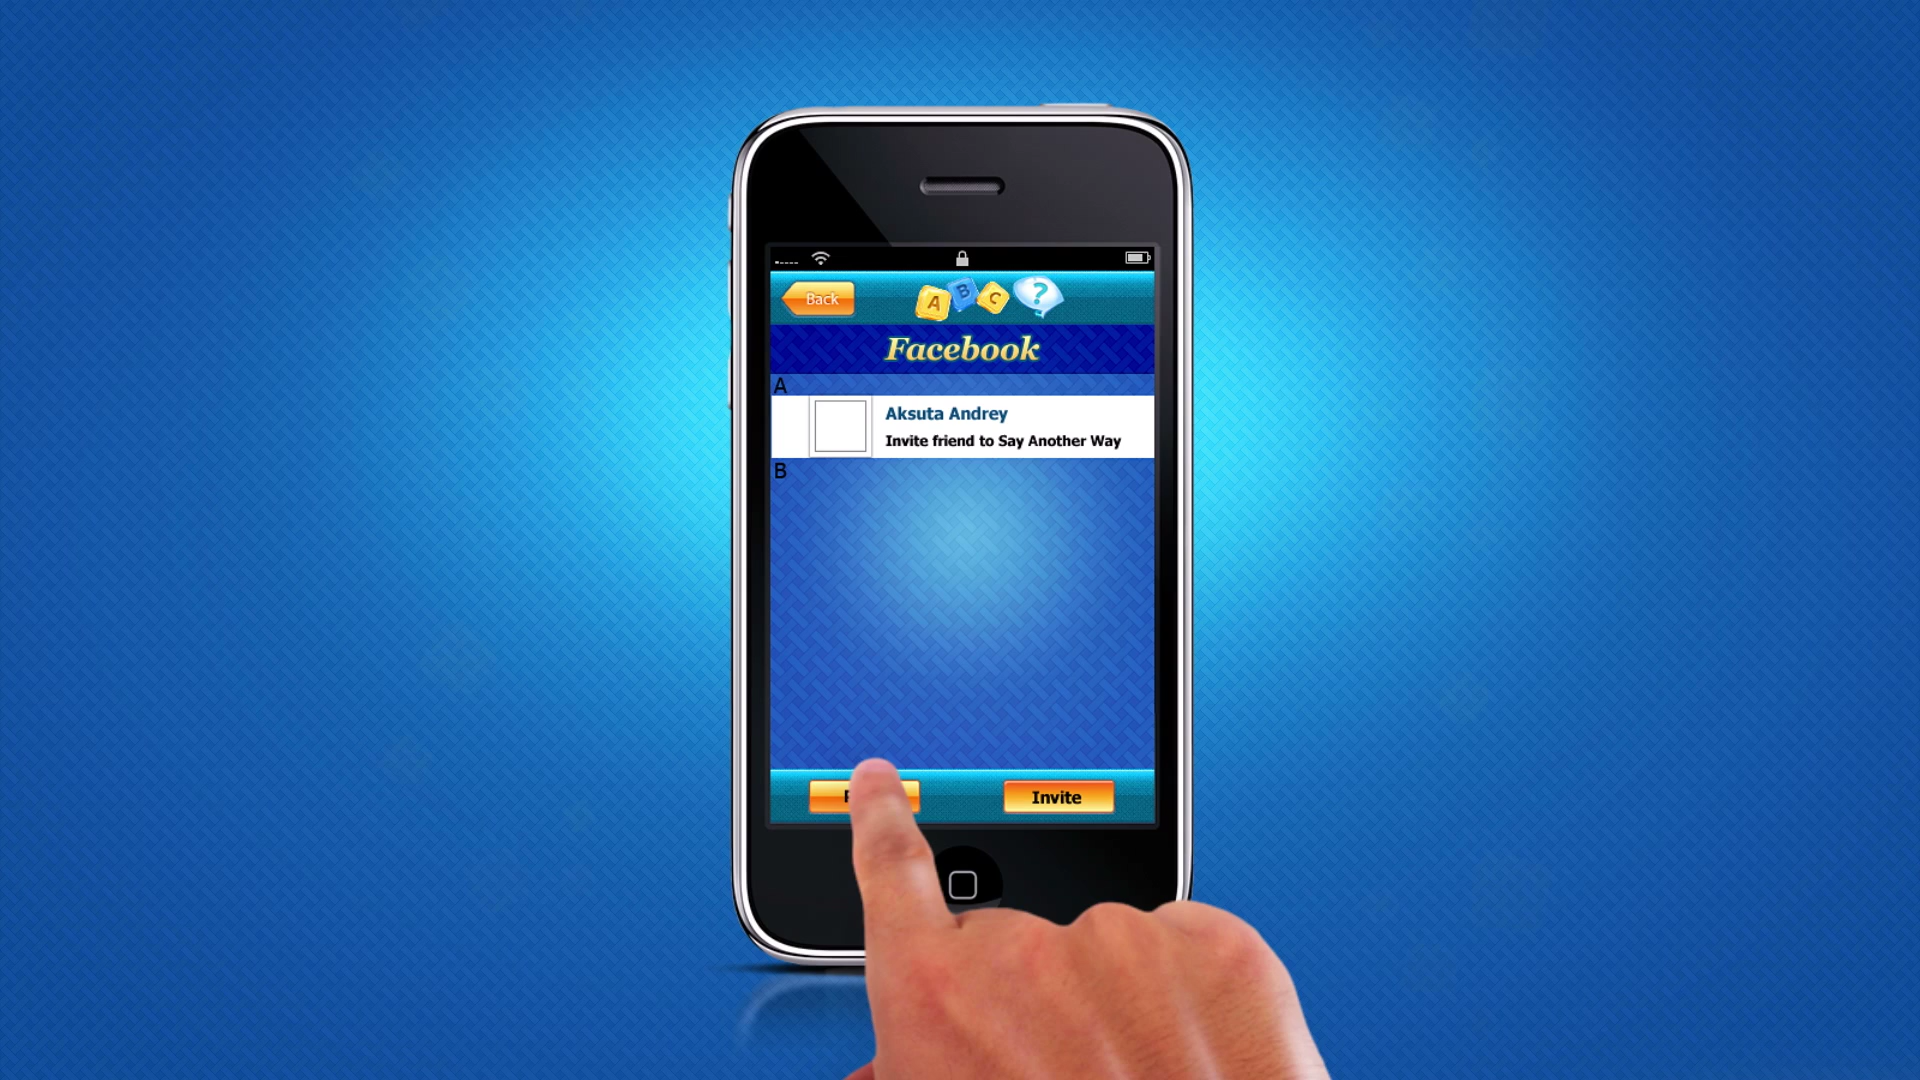 Back
A B C ?
Facebook
A
Aksuta Andrey
Invite friend to Say Another Way
B
Invite